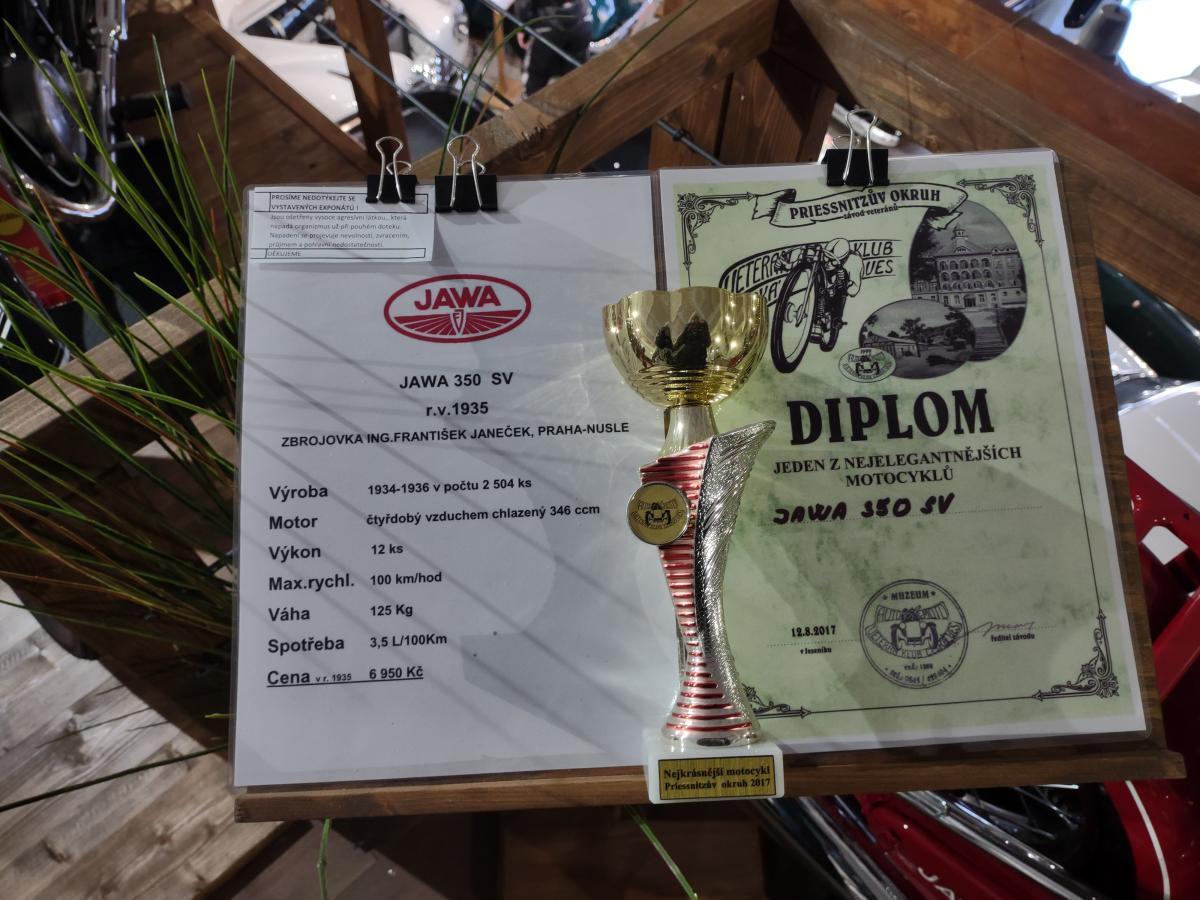 PROSÍME NEDOTÝKEJTE SE
VYSTAVENÝCH EXPONÁTŮ !
Jsou ošetřeny vysoce agresivní látkou,, která
napadá organizmus už při pouhém doteku.
Napadení se projevuje nevolností, zvracením,
průjmem a pohlavní nedostatečností.
DĚKUJEME
JAWA
JAWA 350 SV
r.v.1935
ZBROJOVKA ING.FRANTIŠEK JANEČEK, PRAHA-NUSLE
Výroba 1934-1936 v počtu 2 504 ks
Motor čtyřdobý vzduchem chlazený 346 ccm
Výkon 12 ks
Max.rychl. 100 km/hod
Váha 125 Kg
Spotřeba 3,5 L/100Km
Cena v r. 1935 6 950 Kč
PRIESSNITZŮV OKRUH
závod veteránů
VETERAN KLUB
DIPLOM
JEDEN Z NEJELEGANTNĚJŠÍCH
MOTOCYKLŮ
JAWA 350 SV
MUZEUM
12.8.2017
v Jeseníku
ředitel závodu
Nejkrásnější motocykl
Priessnitzův okruh 2017